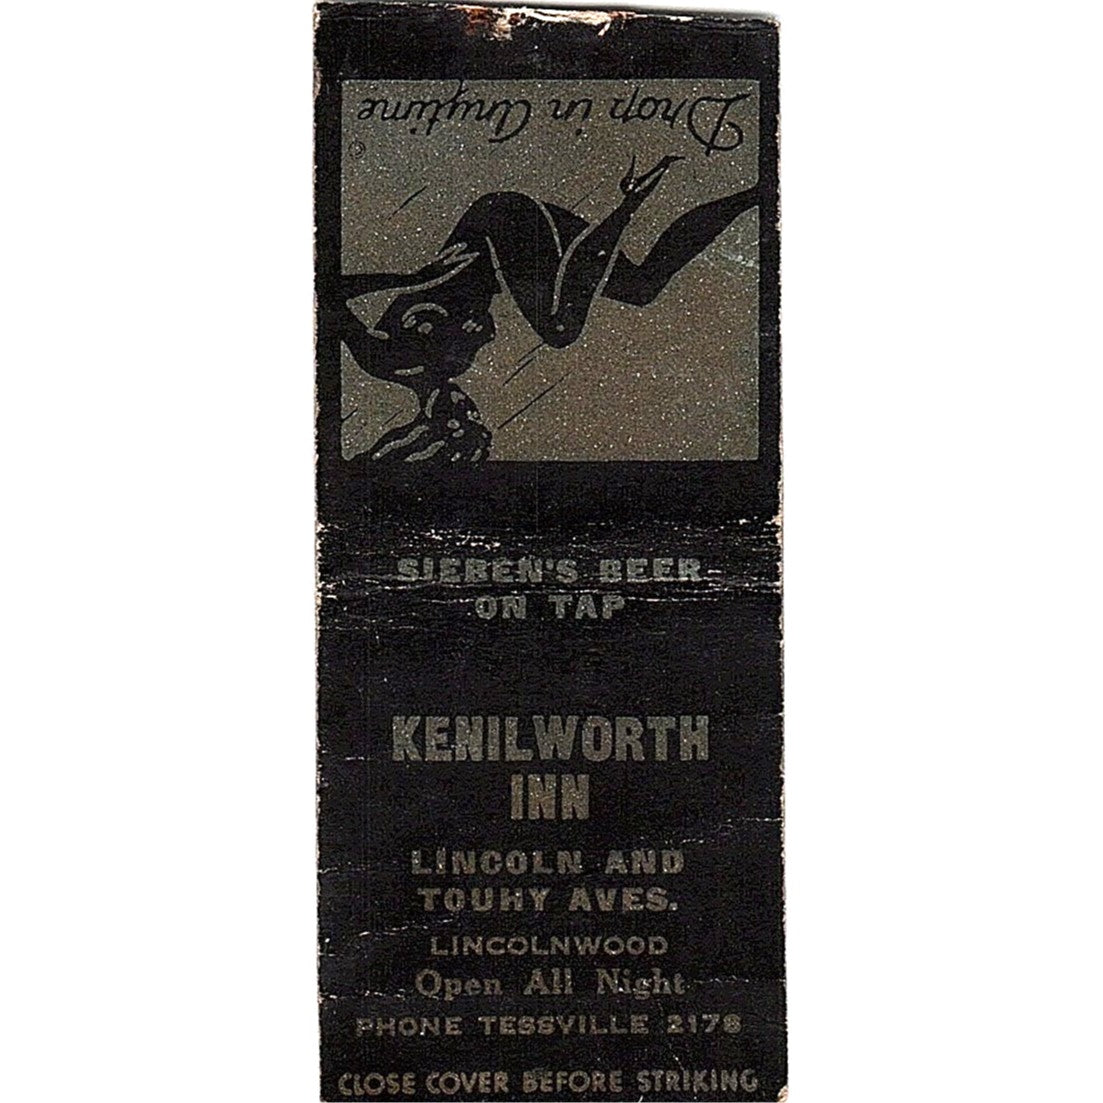 Drop in Anytime
©
SIEBEN'S BEER
ON TAP
KENILWORTH
INN
LINCOLN AND
TOUHY AVES.
LINCOLNWOOD
Open All Night
PHONE TESSVILLE 2178
CLOSE COVER BEFORE STRIKING